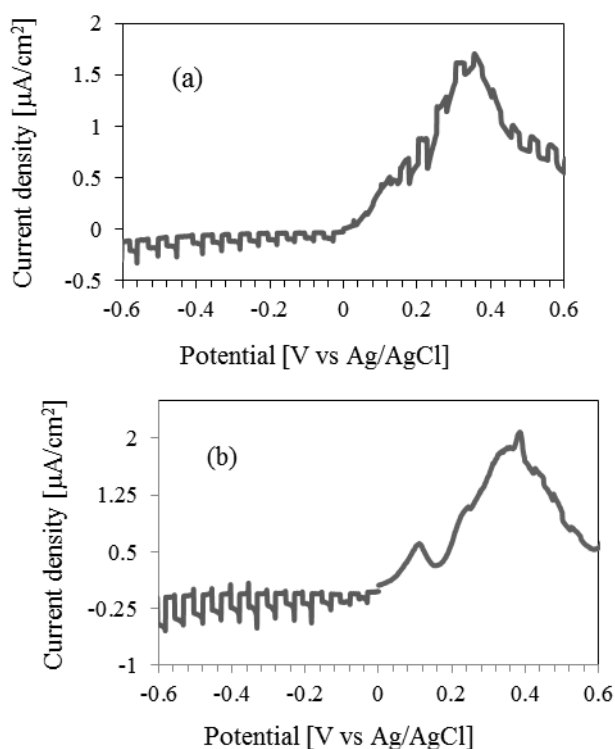 2
1.5
(a)
1
0.5
0
-0.5
-0.6 -0.4 -0.2 0 0.2 0.4 0.6
Current density [µA/cm²]
Potential [V vs Ag/AgCl]
2
(b)
1.25
0.5
-0.25
-1
-0.6 -0.4 -0.2 0 0.2 0.4 0.6
Current density [µA/cm²]
Potential [V vs Ag/AgCl]